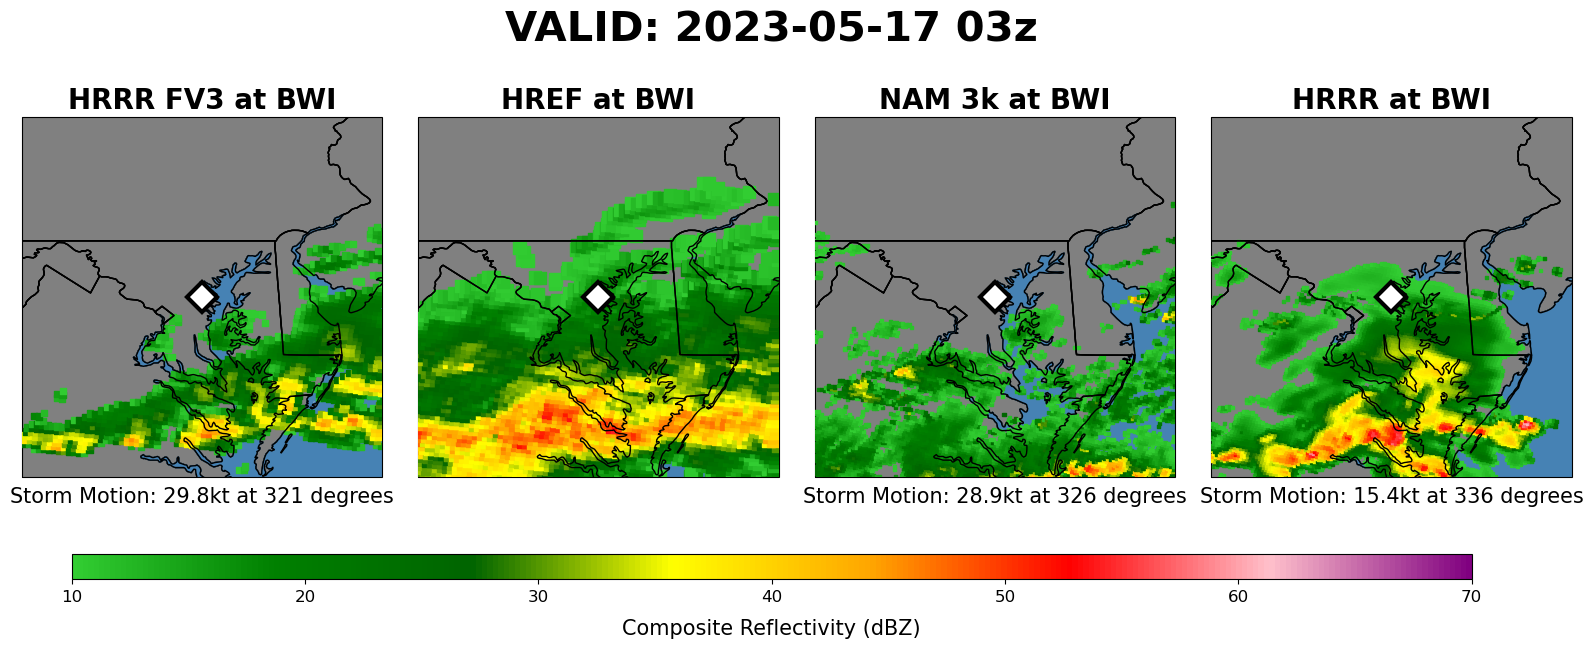 VALID: 2023-05-17 03z
HRRR FV3 at BWI
HREF at BWI
NAM 3k at BWI
HRRR at BWI
Storm Motion: 29.8kt at 321 degrees
Storm Motion: 28.9kt at 326 degrees
Storm Motion: 15.4kt at 336 degrees
10 20 30 40 50 60 70
Composite Reflectivity (dBZ)